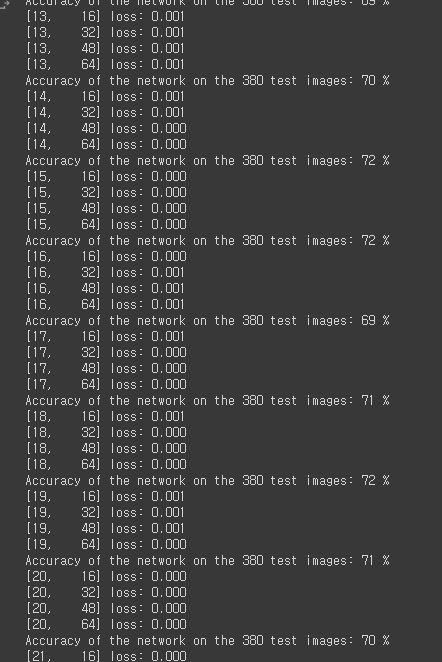 Accuracy of the network on the 380 test images: 69 %
[13,    16] loss: 0.001
[13,    32] loss: 0.001
[13,    48] loss: 0.001
[13,    64] loss: 0.001
Accuracy of the network on the 380 test images: 70 %
[14,    16] loss: 0.001
[14,    32] loss: 0.001
[14,    48] loss: 0.000
[14,    64] loss: 0.000
Accuracy of the network on the 380 test images: 72 %
[15,    16] loss: 0.000
[15,    32] loss: 0.000
[15,    48] loss: 0.000
[15,    64] loss: 0.000
Accuracy of the network on the 380 test images: 72 %
[16,    16] loss: 0.000
[16,    32] loss: 0.001
[16,    48] loss: 0.001
[16,    64] loss: 0.001
Accuracy of the network on the 380 test images: 69 %
[17,    16] loss: 0.001
[17,    32] loss: 0.000
[17,    48] loss: 0.000
[17,    64] loss: 0.000
Accuracy of the network on the 380 test images: 71 %
[18,    16] loss: 0.001
[18,    32] loss: 0.000
[18,    48] loss: 0.000
[18,    64] loss: 0.000
Accuracy of the network on the 380 test images: 72 %
[19,    16] loss: 0.001
[19,    32] loss: 0.001
[19,    48] loss: 0.001
[19,    64] loss: 0.000
Accuracy of the network on the 380 test images: 71 %
[20,    16] loss: 0.000
[20,    32] loss: 0.000
[20,    48] loss: 0.000
[20,    64] loss: 0.000
Accuracy of the network on the 380 test images: 70 %
[21,    16] loss: 0.000